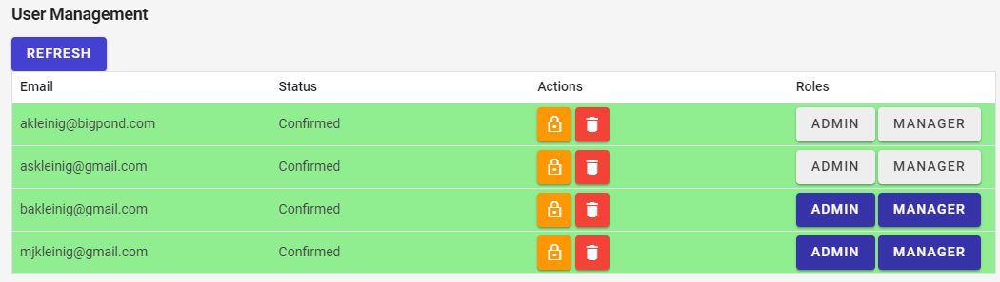 User Management
REFRESH
Email Status Actions Roles
akleinig@bigpond.com Confirmed ADMIN MANAGER
askleinig@gmail.com Confirmed ADMIN MANAGER
bakleinig@gmail.com Confirmed ADMIN MANAGER
mjkleinig@gmail.com Confirmed ADMIN MANAGER